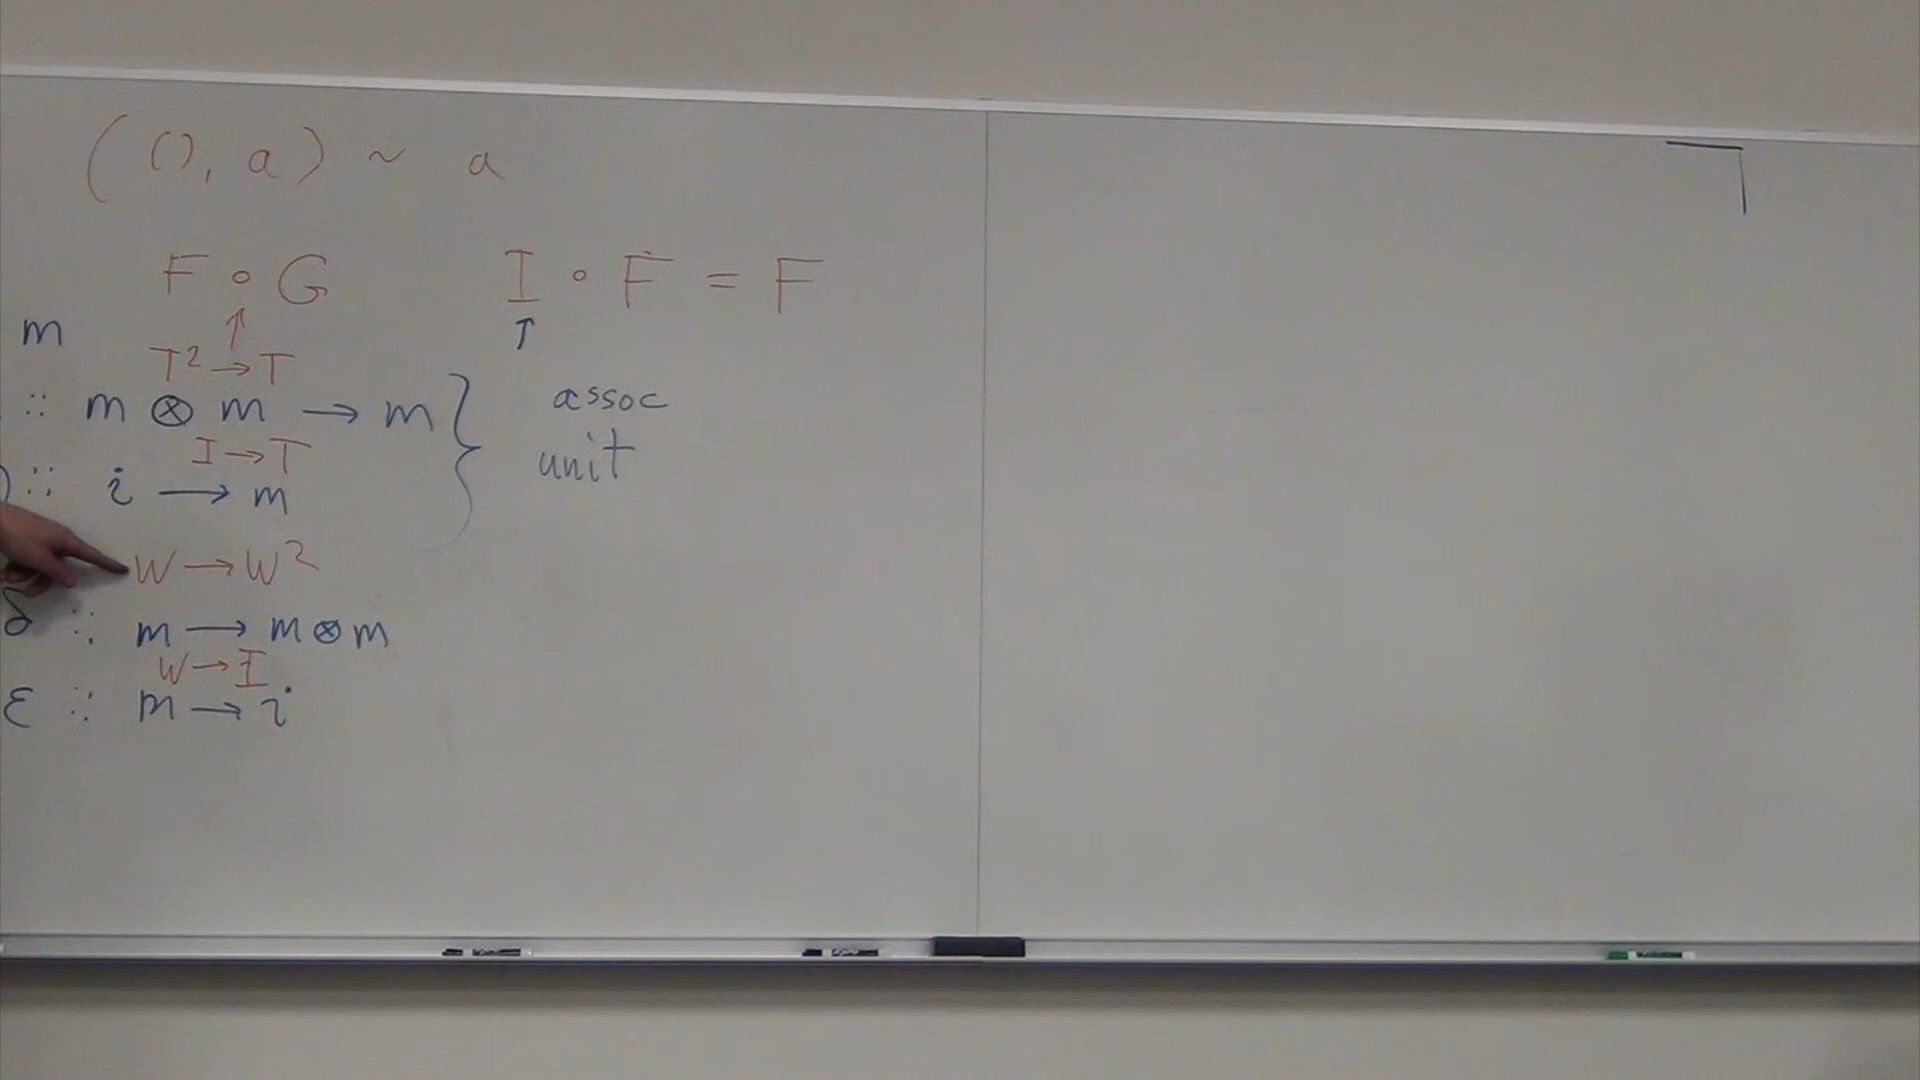 ((), a) ~ a
F ∘ G I ∘ F = F
↑ ↑
m
T² → T
:: m ⊗ m → m } assoc
I → T unit
) :: i → m
W → W²
δ :: m → m ⊗ m
W → I
ε :: m → i